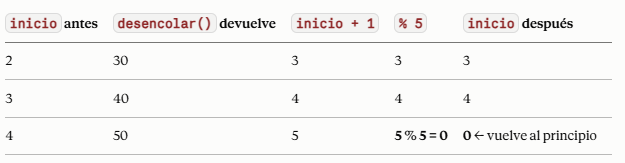 inicio antes desencolar() devuelve inicio + 1 % 5 inicio después
2 30 3 3 3
3 40 4 4 4
4 50 5 5 % 5 = 0 0 ← vuelve al principio